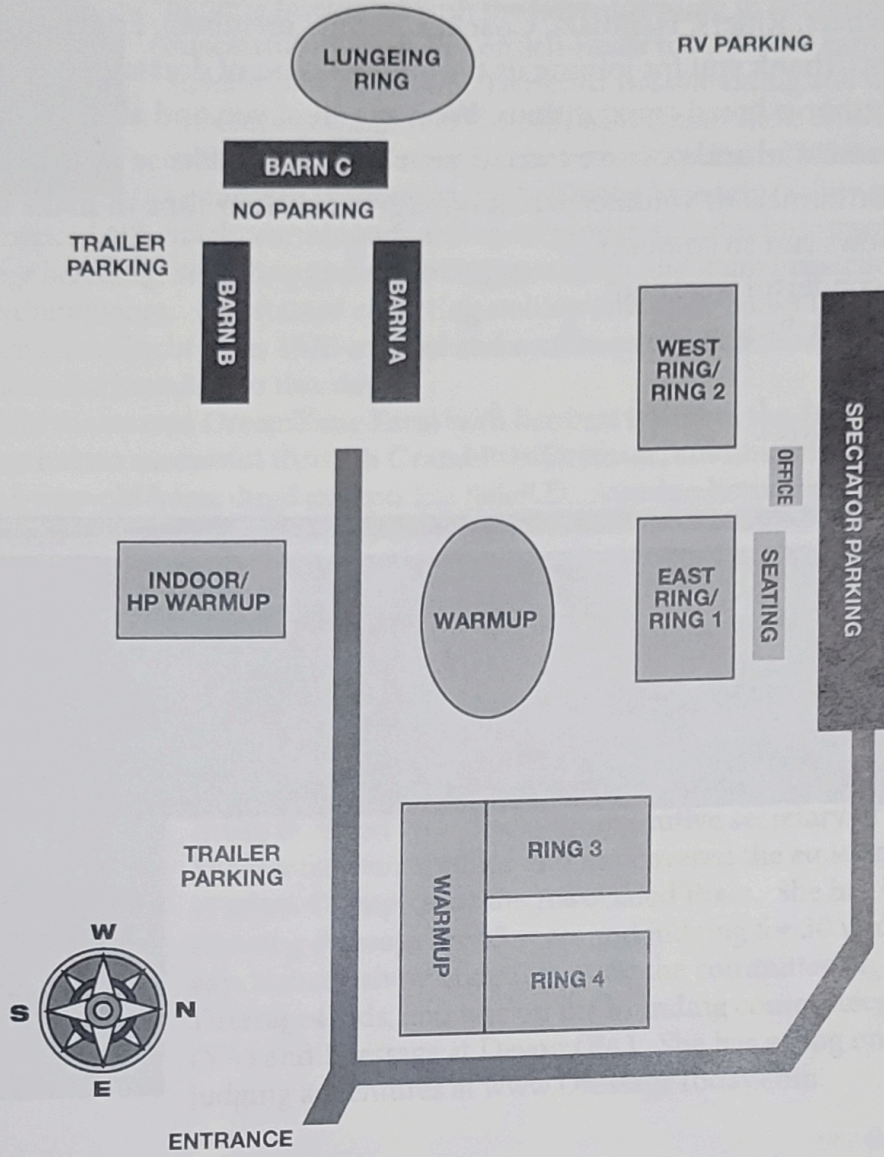 LUNGEING
RING
RV PARKING
BARN C
NO PARKING
TRAILER
PARKING
BARN B
BARN A
WEST
RING/
RING 2
SPECTATOR PARKING
OFFICE
INDOOR/
HP WARMUP
WARMUP
EAST
RING/
RING 1
SEATING
TRAILER
PARKING
WARMUP
RING 3
RING 4
W
S
N
E
ENTRANCE